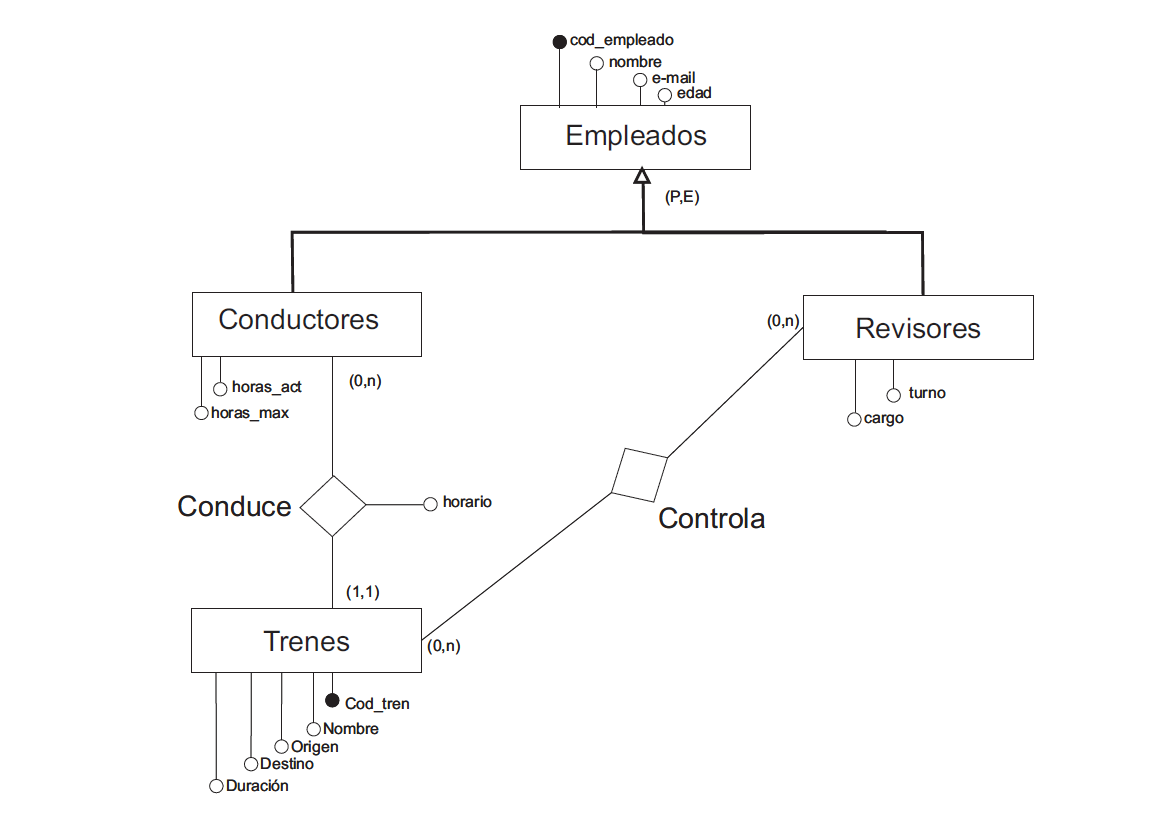 cod_empleado
nombre
e-mail
edad
Empleados
(P,E)
Conductores
(0,n)
horas_act
horas_max
(0,n)
Revisores
turno
cargo
Conduce
horario
Controla
(1,1)
Trenes
(0,n)
Cod_tren
Nombre
Origen
Destino
Duración